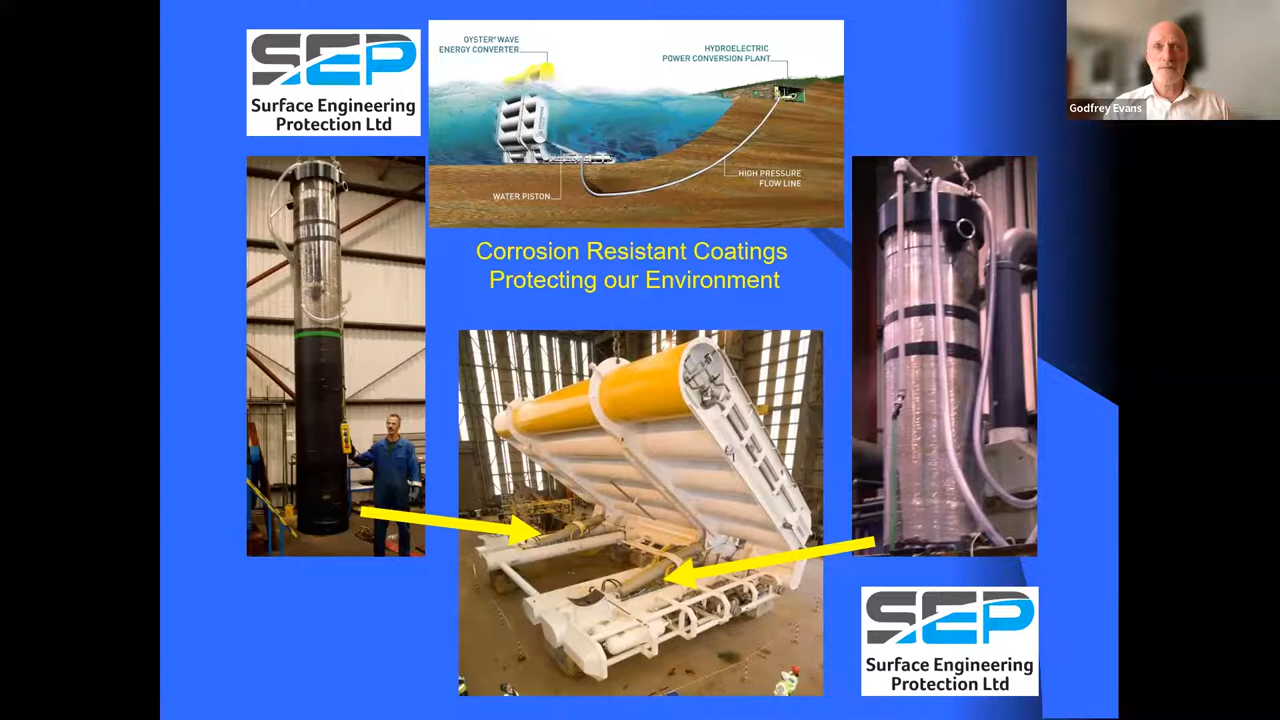 SEP
Surface Engineering
Protection Ltd
OYSTER® WAVE
ENERGY CONVERTER
HYDROELECTRIC
POWER CONVERSION PLANT
HIGH PRESSURE
FLOW LINE
WATER PISTON
Godfrey Evans
Corrosion Resistant Coatings
Protecting our Environment
SEP
Surface Engineering
Protection Ltd